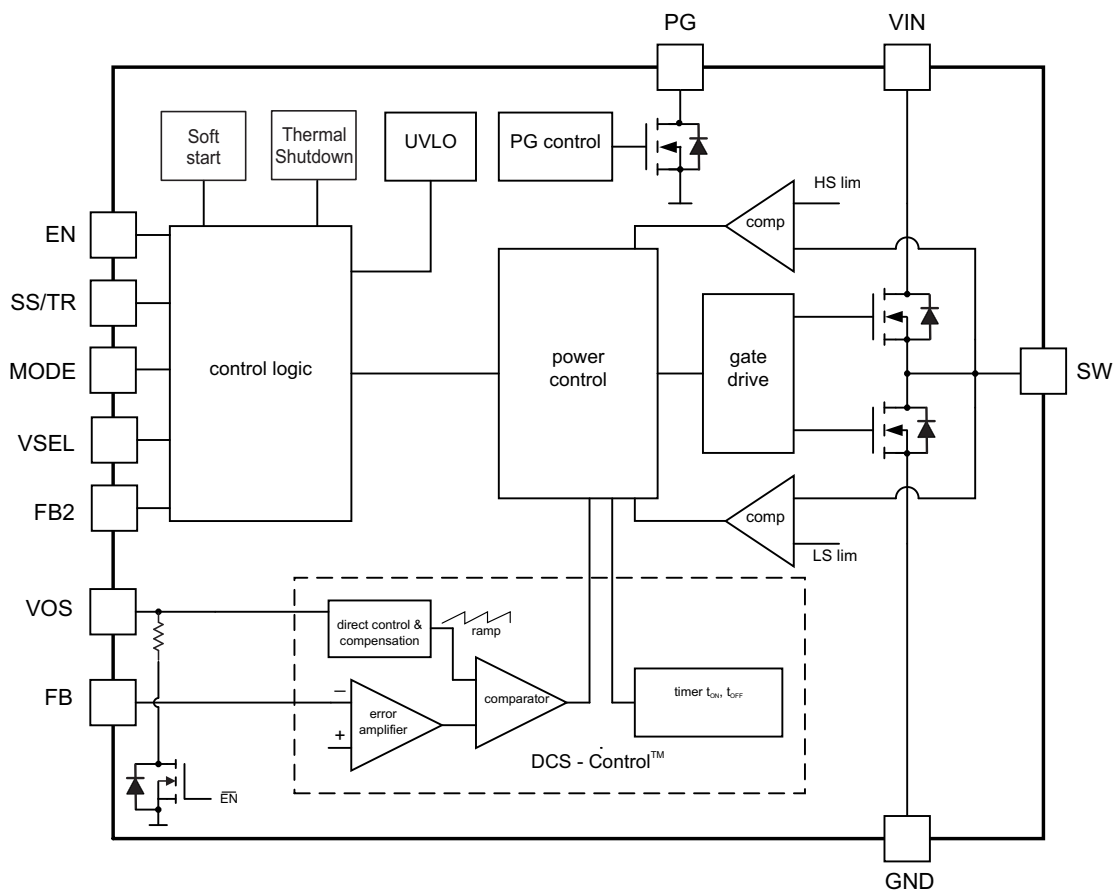 PG
VIN
Soft
start
Thermal
Shutdown
UVLO
PG control
HS lim
comp
EN
SS/TR
MODE
VSEL
FB2
control logic
power
control
gate
drive
SW
comp
LS lim
VOS
direct control &
compensation
ramp
FB
–
+
error
amplifier
comparator
timer tON, tOFF
DCS - Control™
EN
GND